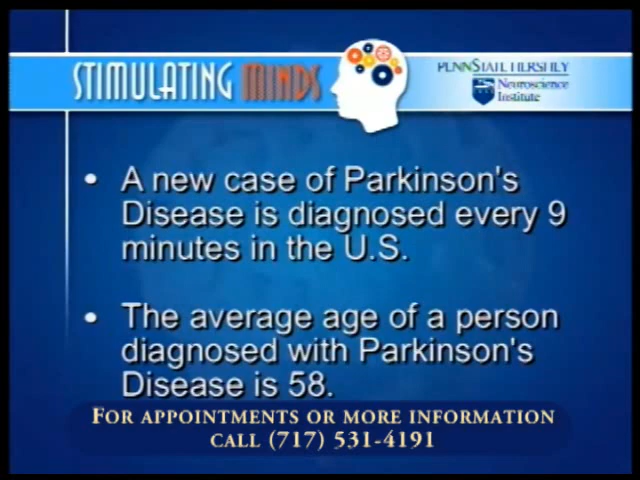 STIMULATING MINDS
PENNSTATE HERSHEY
Neuroscience
Institute
• A new case of Parkinson's
Disease is diagnosed every 9
minutes in the U.S.
• The average age of a person
diagnosed with Parkinson's
Disease is 58.
FOR APPOINTMENTS OR MORE INFORMATION
CALL (717) 531-4191